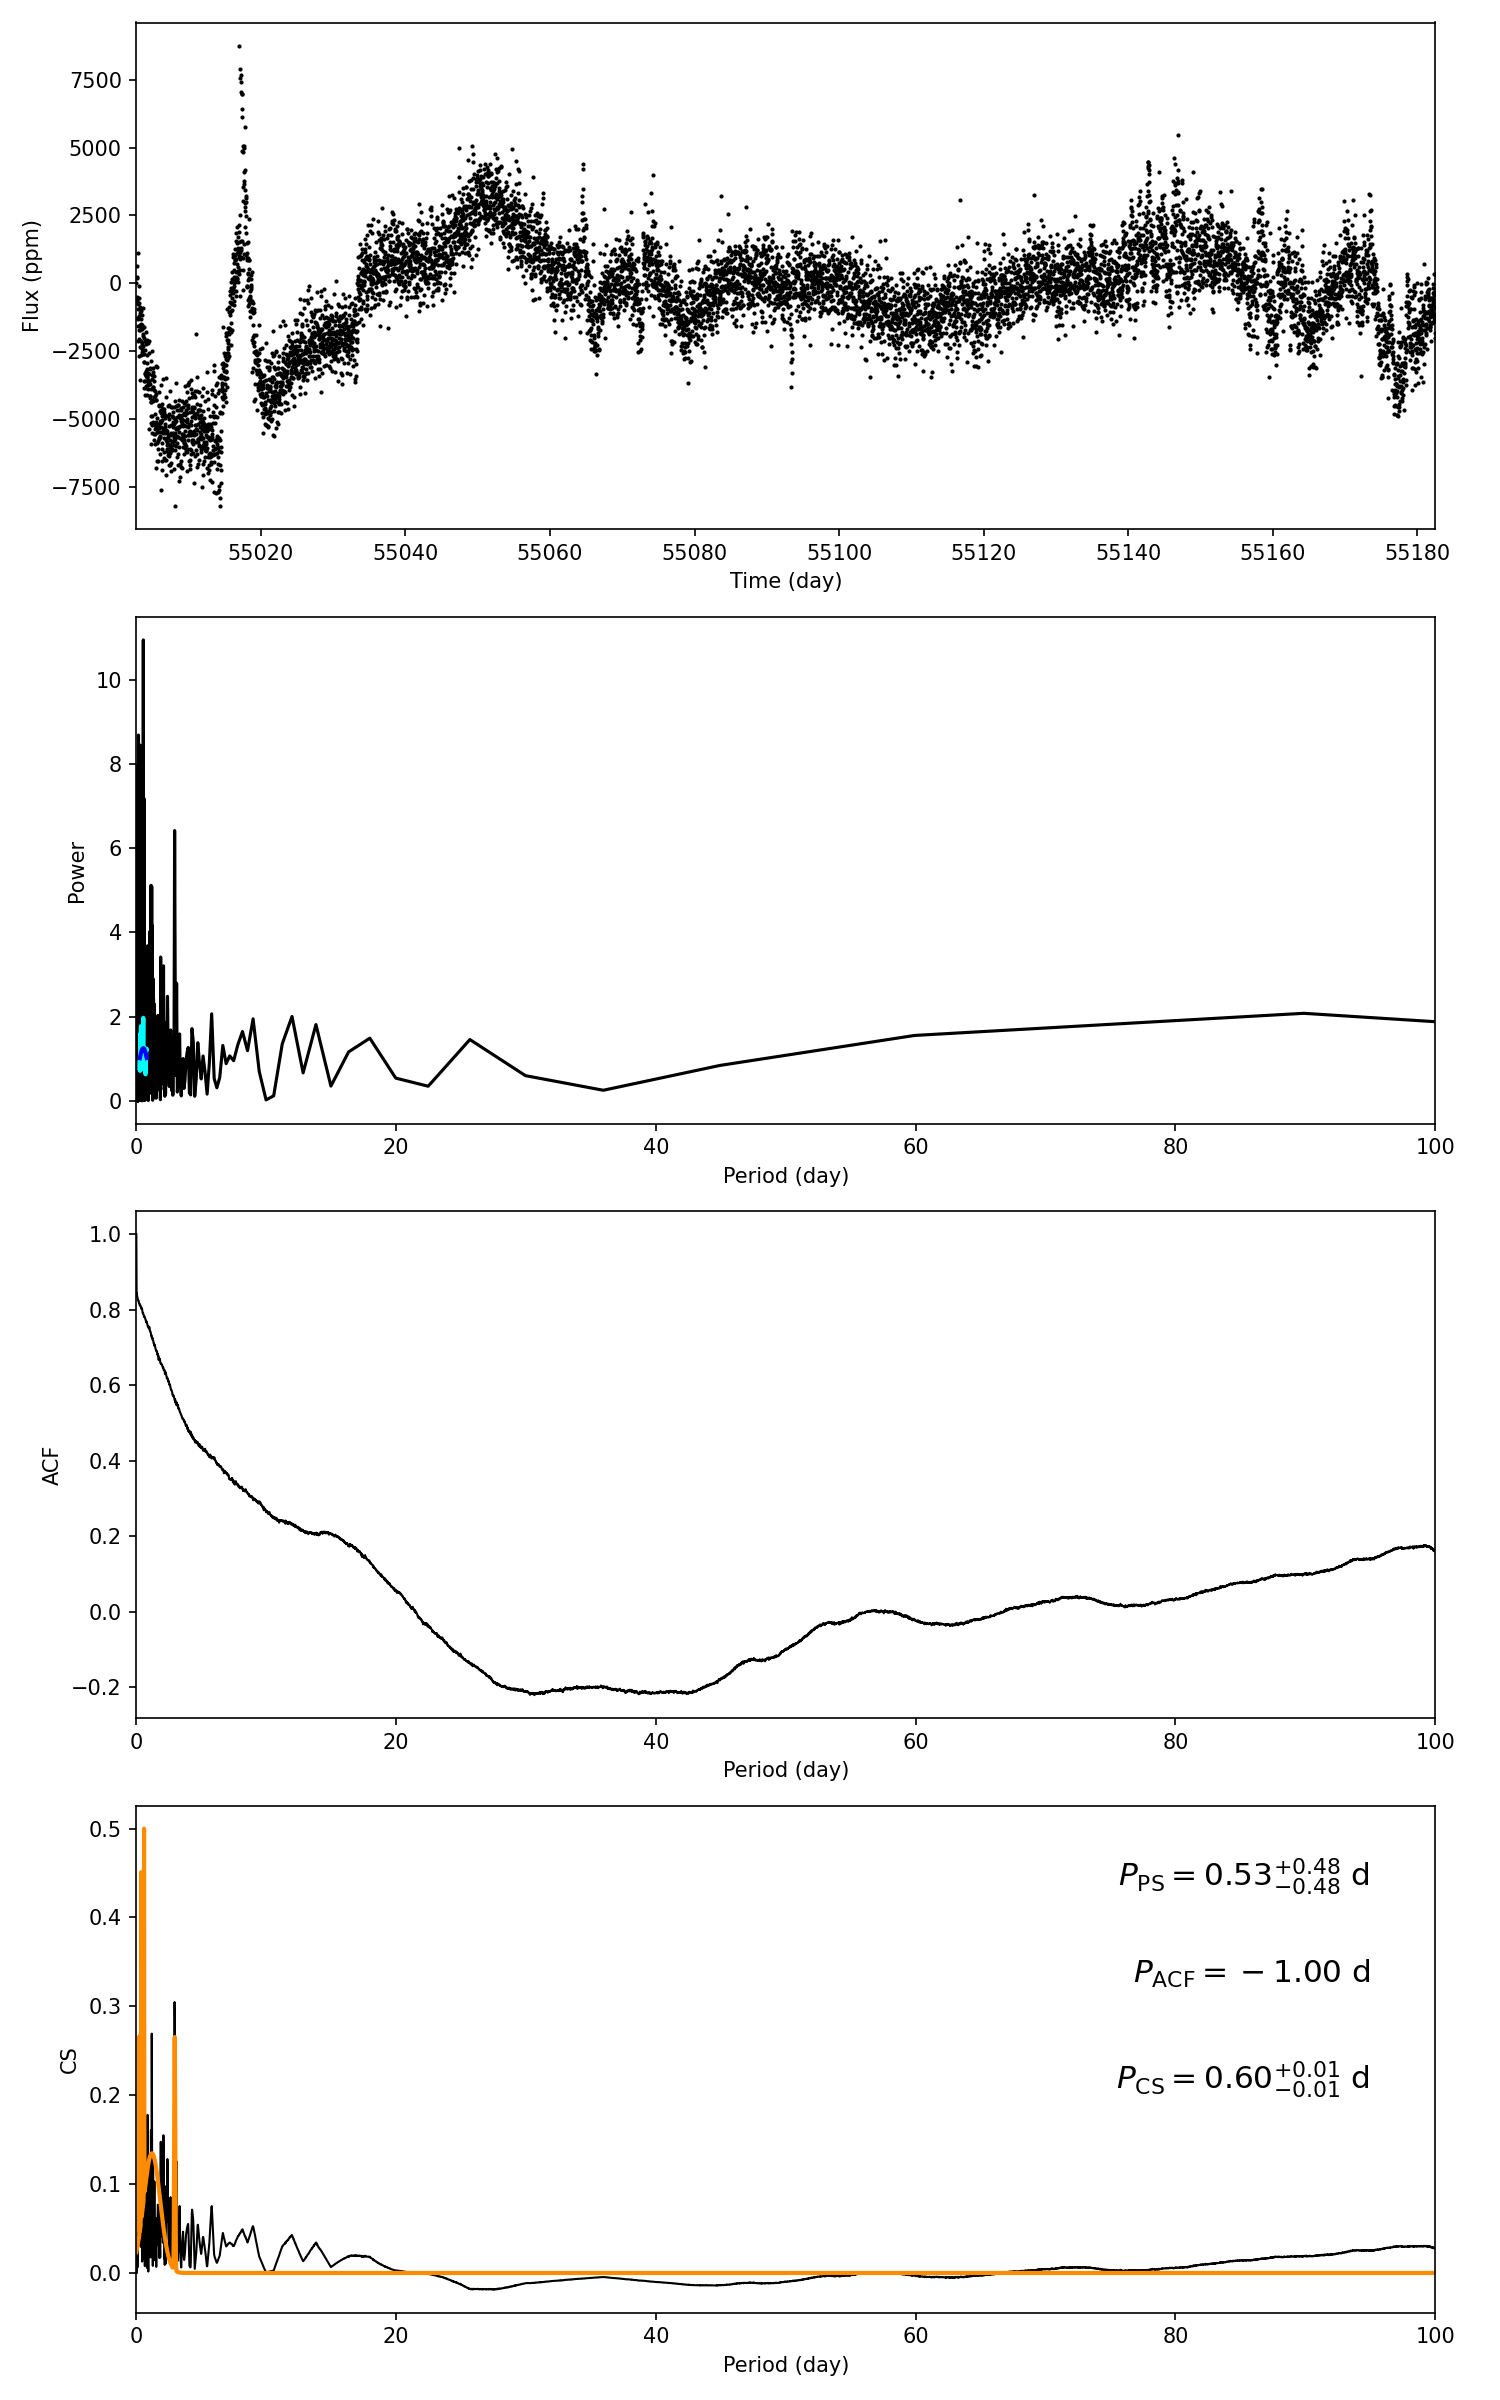 7500
5000
2500
0
−2500
−5000
−7500
Flux (ppm)
55020 55040 55060 55080 55100 55120 55140 55160 55180
Time (day)
10
8
6
4
2
0
Power
0 20 40 60 80 100
Period (day)
1.0
0.8
0.6
0.4
0.2
0.0
−0.2
ACF
0 20 40 60 80 100
Period (day)
0.5
0.4
0.3
0.2
0.1
0.0
CS
P_PS = 0.53 +0.48 −0.48 d
P_ACF = − 1.00 d
P_CS = 0.60 +0.01 −0.01 d
0 20 40 60 80 100
Period (day)